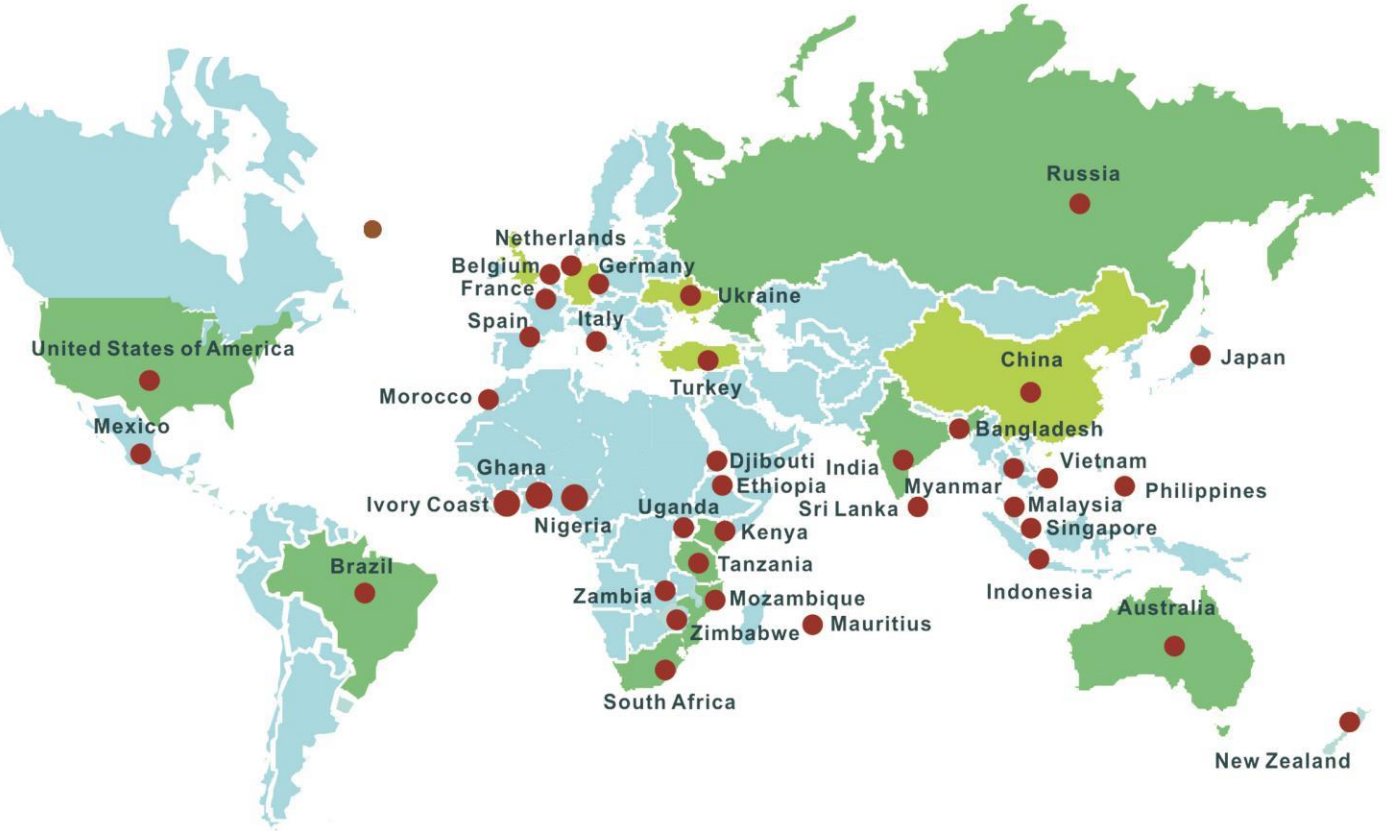 Russia
Netherlands
Belgium
Germany
France
Ukraine
Spain
Italy
United States of America
China
Japan
Turkey
Morocco
Mexico
Bangladesh
Djibouti
India
Vietnam
Ghana
Ethiopia
Myanmar
Philippines
Ivory Coast
Uganda
Sri Lanka
Malaysia
Nigeria
Kenya
Singapore
Brazil
Tanzania
Zambia
Mozambique
Indonesia
Australia
Zimbabwe
Mauritius
South Africa
New Zealand